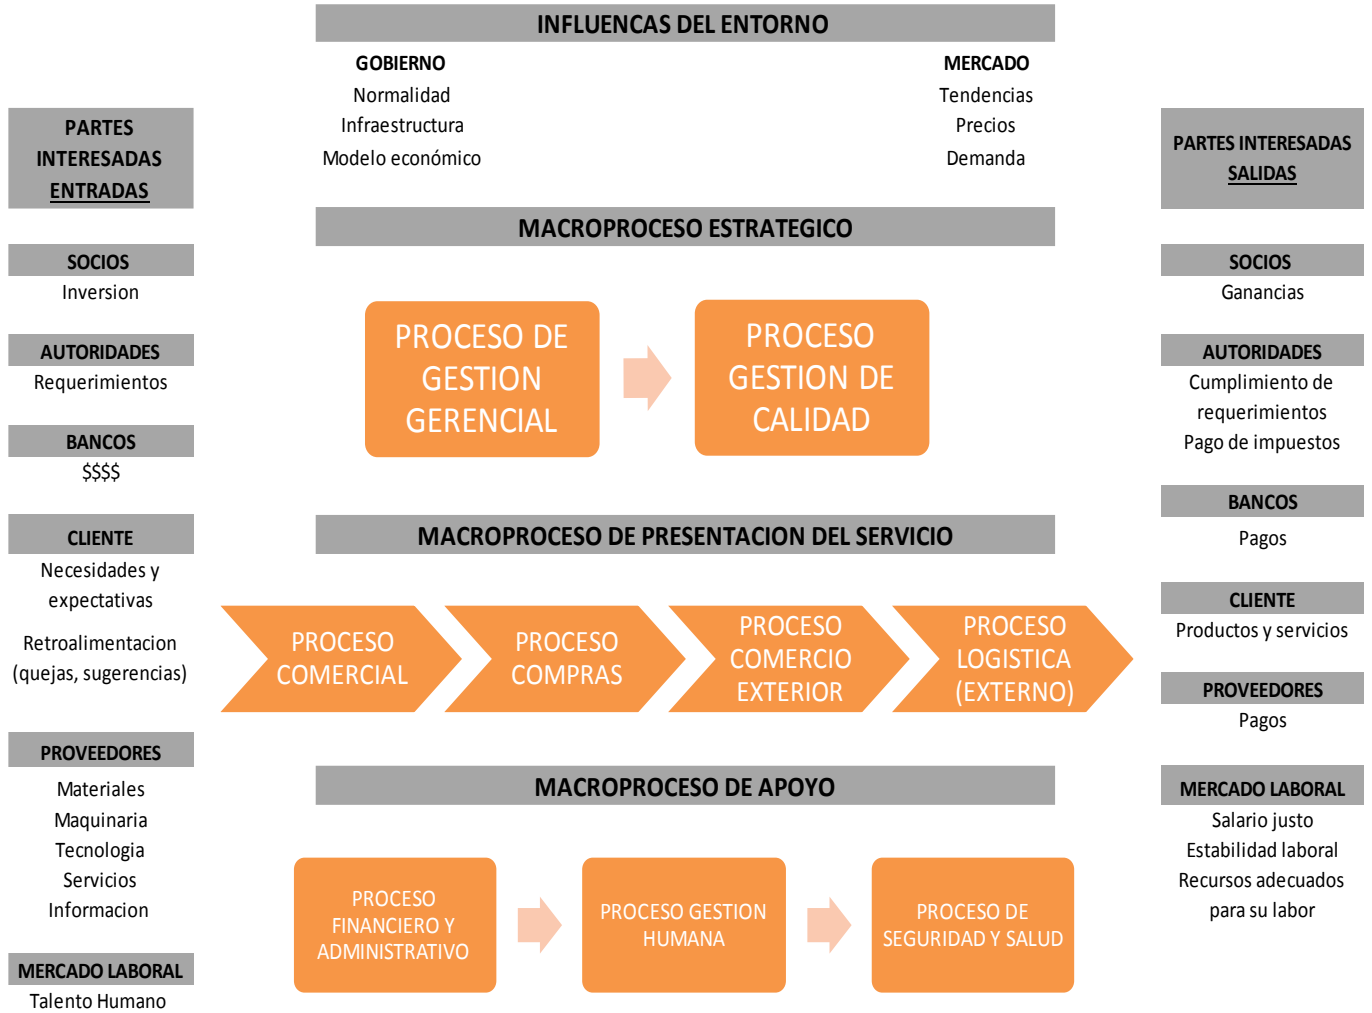 INFLUENCAS DEL ENTORNO
GOBIERNO
Normalidad
Infraestructura
Modelo económico
MERCADO
Tendencias
Precios
Demanda
PARTES
INTERESADAS
ENTRADAS
SOCIOS
Inversion
AUTORIDADES
Requerimientos
BANCOS
$$$$
CLIENTE
Necesidades y
expectativas
Retroalimentacion
(quejas, sugerencias)
PROVEEDORES
Materiales
Maquinaria
Tecnologia
Servicios
Informacion
MERCADO LABORAL
Talento Humano
MACROPROCESO ESTRATEGICO
PROCESO DE
GESTION
GERENCIAL
PROCESO
GESTION DE
CALIDAD
MACROPROCESO DE PRESENTACION DEL SERVICIO
PROCESO
COMERCIAL
PROCESO
COMPRAS
PROCESO
COMERCIO
EXTERIOR
PROCESO
LOGISTICA
(EXTERNO)
MACROPROCESO DE APOYO
PROCESO
FINANCIERO Y
ADMINISTRATIVO
PROCESO GESTION
HUMANA
PROCESO DE
SEGURIDAD Y SALUD
PARTES INTERESADAS
SALIDAS
SOCIOS
Ganancias
AUTORIDADES
Cumplimiento de
requerimientos
Pago de impuestos
BANCOS
Pagos
CLIENTE
Productos y servicios
PROVEEDORES
Pagos
MERCADO LABORAL
Salario justo
Estabilidad laboral
Recursos adecuados
para su labor